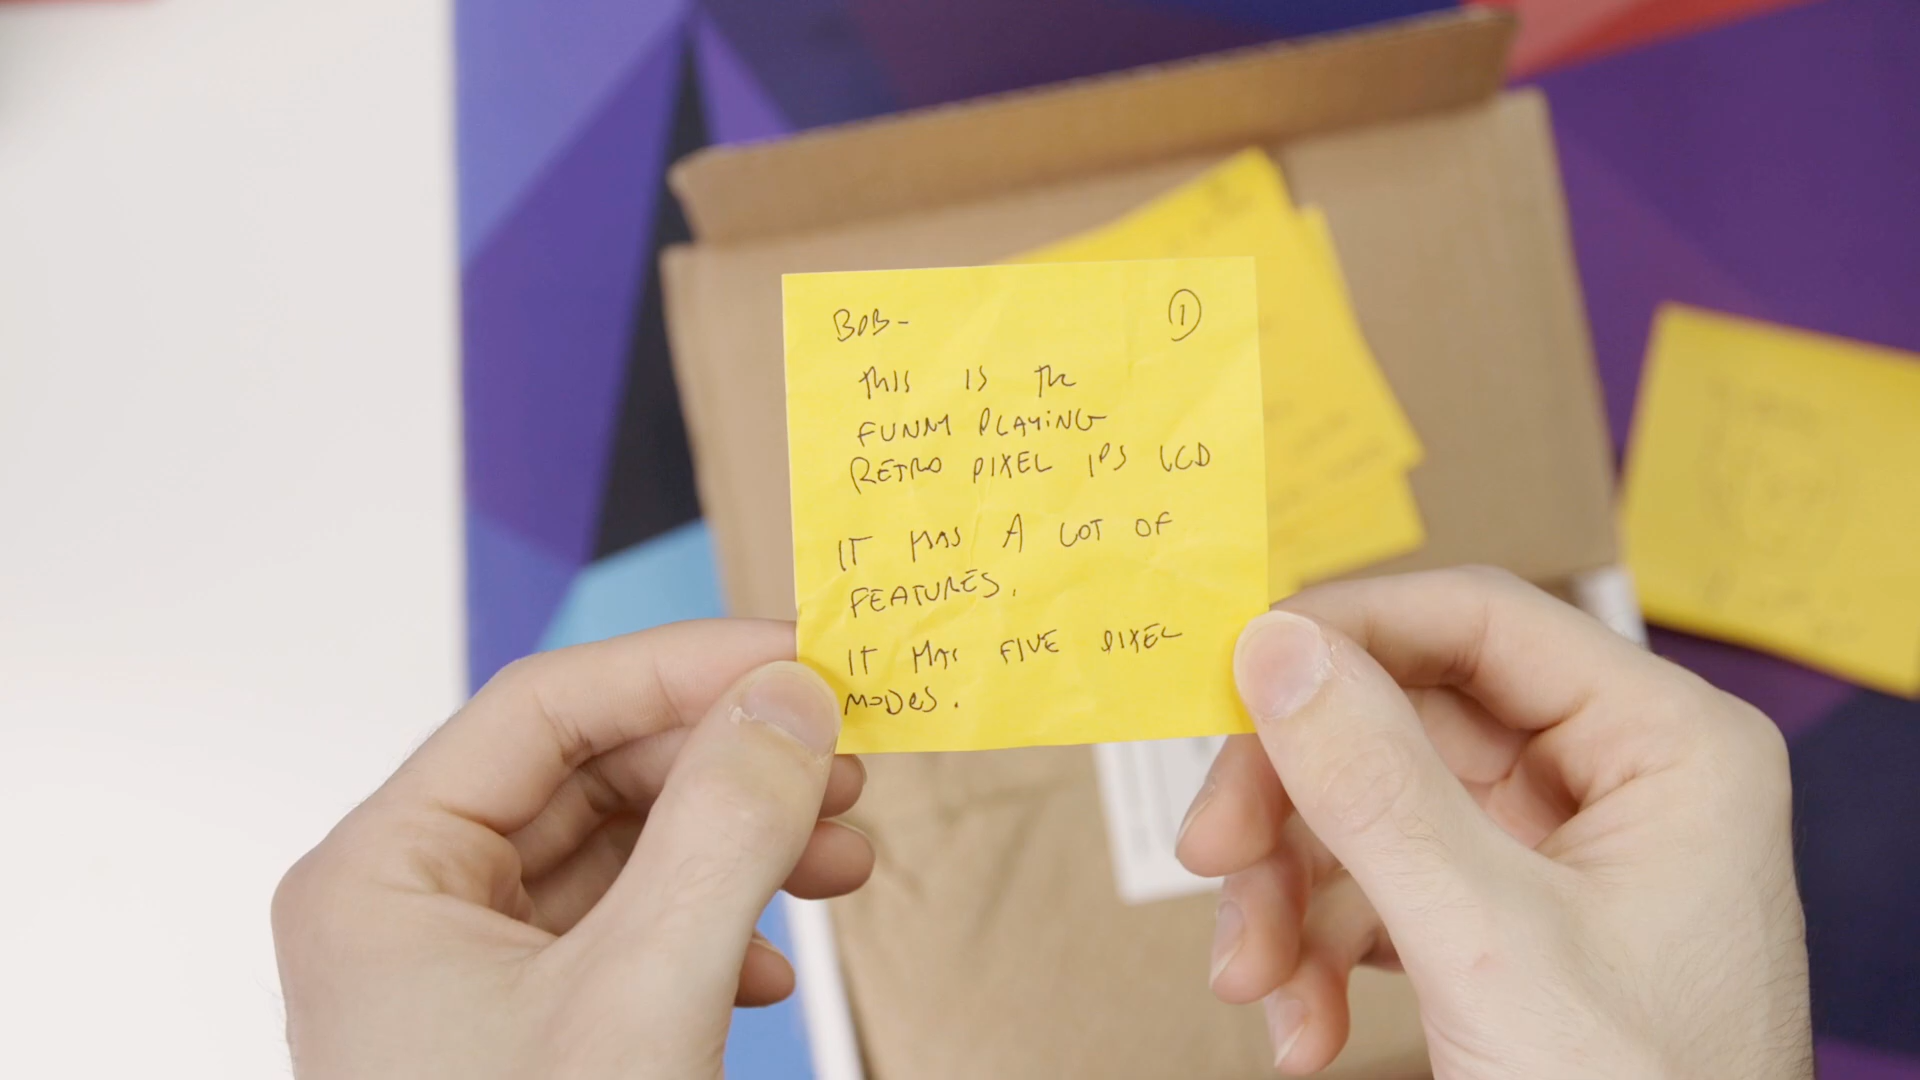 BOB- ①
THIS IS THE
FUNNY PLAYING
RETRO PIXEL IPS LCD
IT HAS A LOT OF
FEATURES.
IT HAS FIVE PIXEL
MODES.